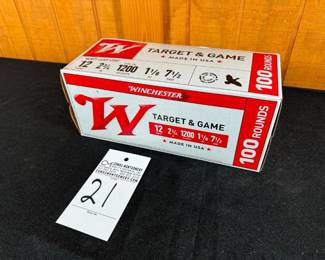 W
TARGET & GAME
12 2¾ 1200 1⅛ 7½
MADE IN USA
100 ROUNDS
WINCHESTER
W
TARGET & GAME
12 2¾ 1200 1⅛ 7½
MADE IN USA
100 ROUNDS
21